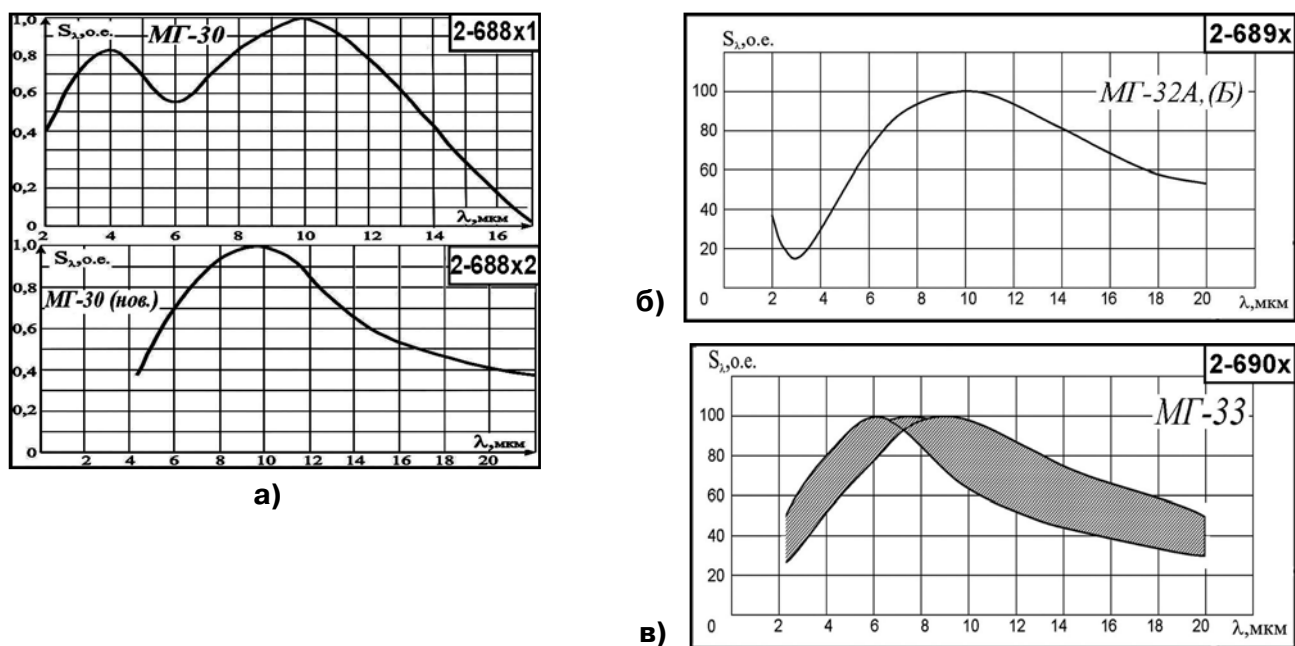 1,0
Sλ,о.е.
МГ-30
2-688х1
0,8
0,6
0,4
0,2
0
λ,мкм
2 4 6 8 10 12 14 16
1,0
Sλ,о.е.
2-688х2
МГ-30 (нов.)
0,8
0,6
0,4
0,2
0
λ,мкм
2 4 6 8 10 12 14 16 18 20
а)
Sλ,о.е.
2-689х
МГ-32А,(Б)
100
80
60
40
20
0 2 4 6 8 10 12 14 16 18 20 λ,мкм
б)
Sλ,о.е.
2-690х
МГ-33
100
80
60
40
20
0 2 4 6 8 10 12 14 16 18 20 λ,мкм
в)